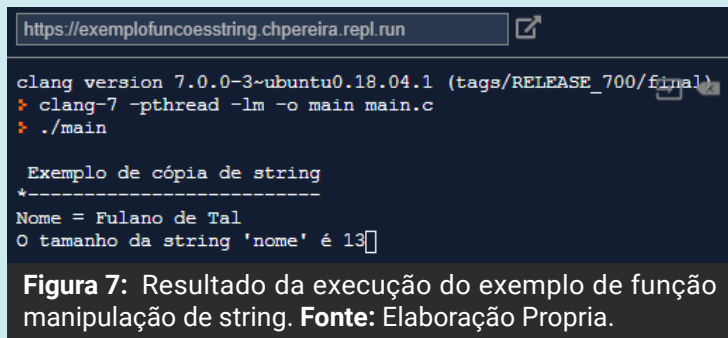 https://exemplofuncoesstring.chpereira.repl.run
clang version 7.0.0-3~ubuntu0.18.04.1 (tags/RELEASE_700/final)
> clang-7 -pthread -lm -o main main.c
> ./main
Exemplo de cópia de string
*--------------------------
Nome = Fulano de Tal
O tamanho da string 'nome' é 13
Figura 7: Resultado da execução do exemplo de função
manipulação de string. Fonte: Elaboração Propria.